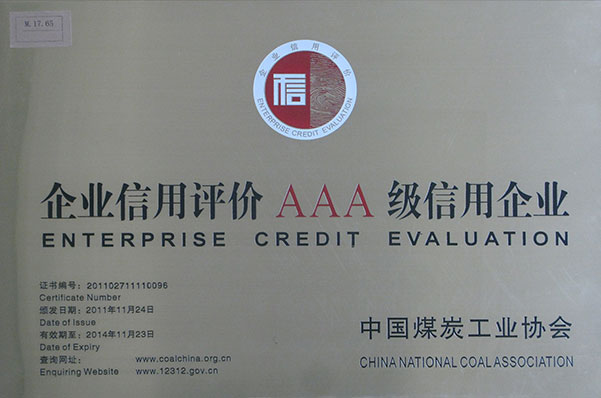 M.17.65
企业信用评价
信
ENTERPRISE CREDIT EVALUATION
企业信用评价 AAA 级信用企业
ENTERPRISE CREDIT EVALUATION
证书编号：201102711110096
Certificate Number
颁发日期：2011年11月24日
Date of Issue
有效期至：2014年11月23日
Date of Expiry
查询网址： www.coalchina.org.cn
Enquiring Website www.12312.gov.cn
中国煤炭工业协会
CHINA NATIONAL COAL ASSOCIATION